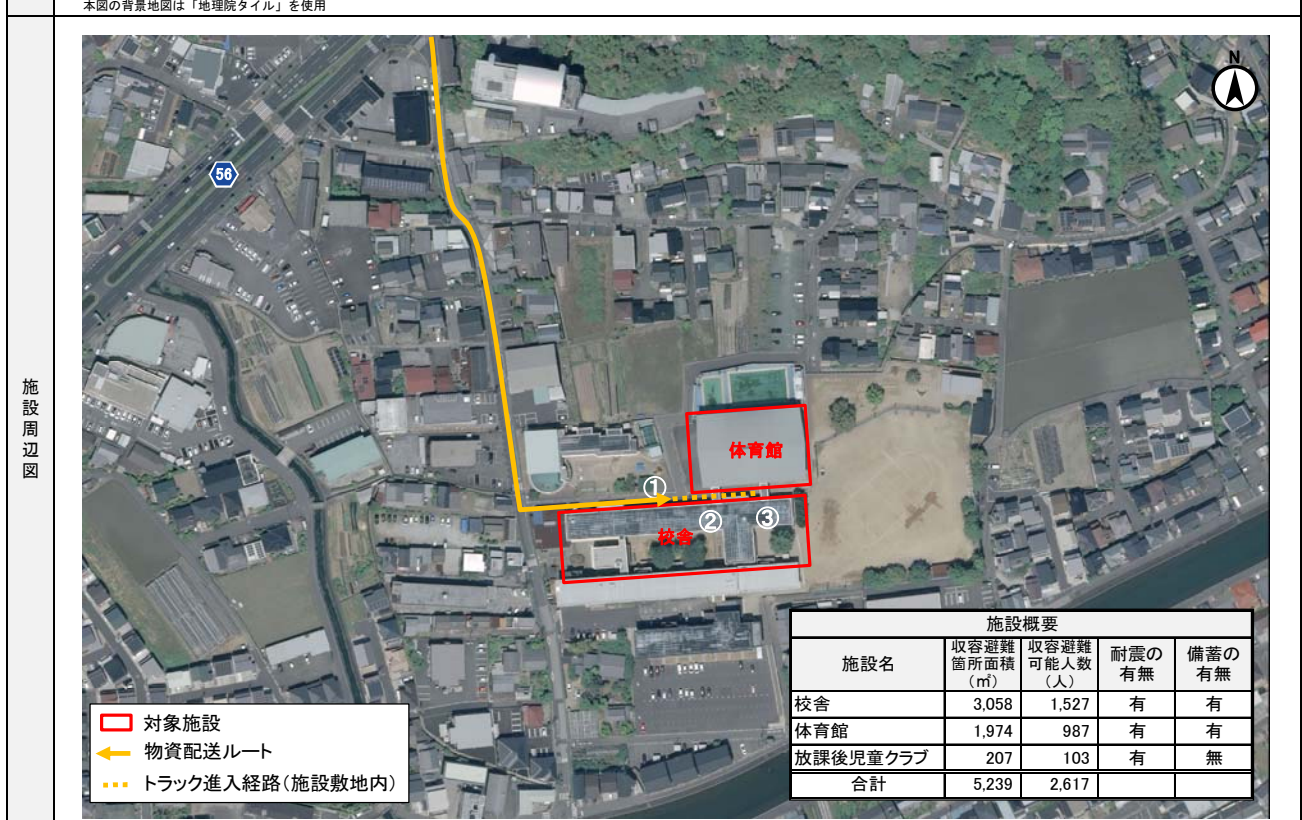 本図の背景地図は「地理院タイル」を使用
施設周辺図
N
56
体育館
①
②
③
校舎
対象施設
物資配送ルート
トラック進入経路(施設敷地内)
施設概要
施設名 収容避難箇所面積(㎡) 収容避難可能人数(人) 耐震の有無 備蓄の有無
校舎 3,058 1,527 有 有
体育館 1,974 987 有 有
放課後児童クラブ 207 103 有 無
合計 5,239 2,617